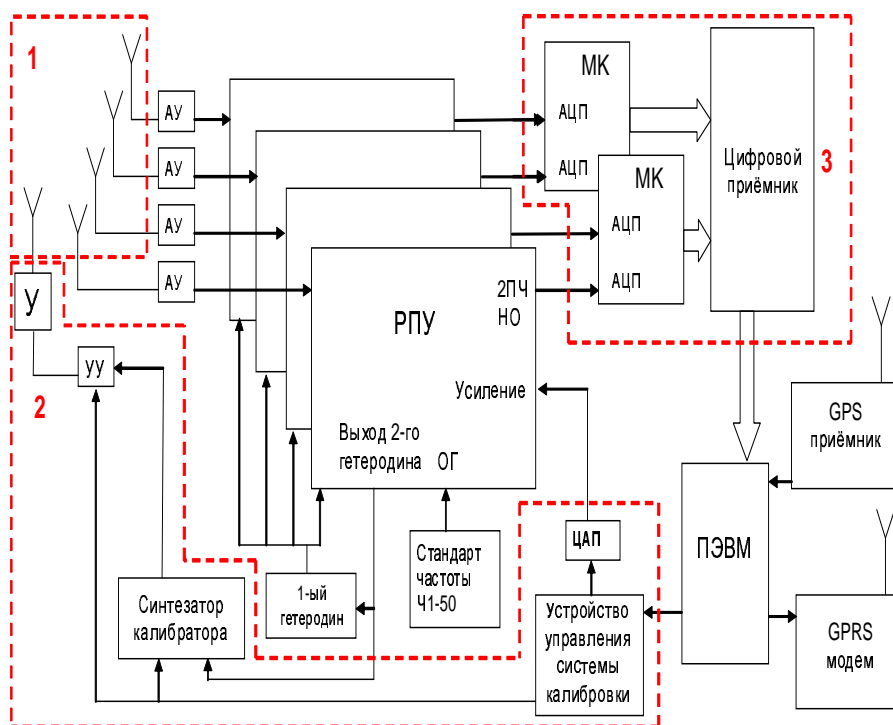 1
МК
АЦП
АЦП
АУ
АУ
АУ
АУ
МК
АЦП
АЦП
Цифровой
приёмник
3
У
УУ
2
РПУ
2ПЧ
НО
Усиление
Выход 2-го
гетеродина
ОГ
GPS
приёмник
ПЭВМ
GPRS
модем
ЦАП
Стандарт
частоты
Ч1-50
1-ый
гетеродин
Синтезатор
калибратора
Устройство
управления
системы
калибровки